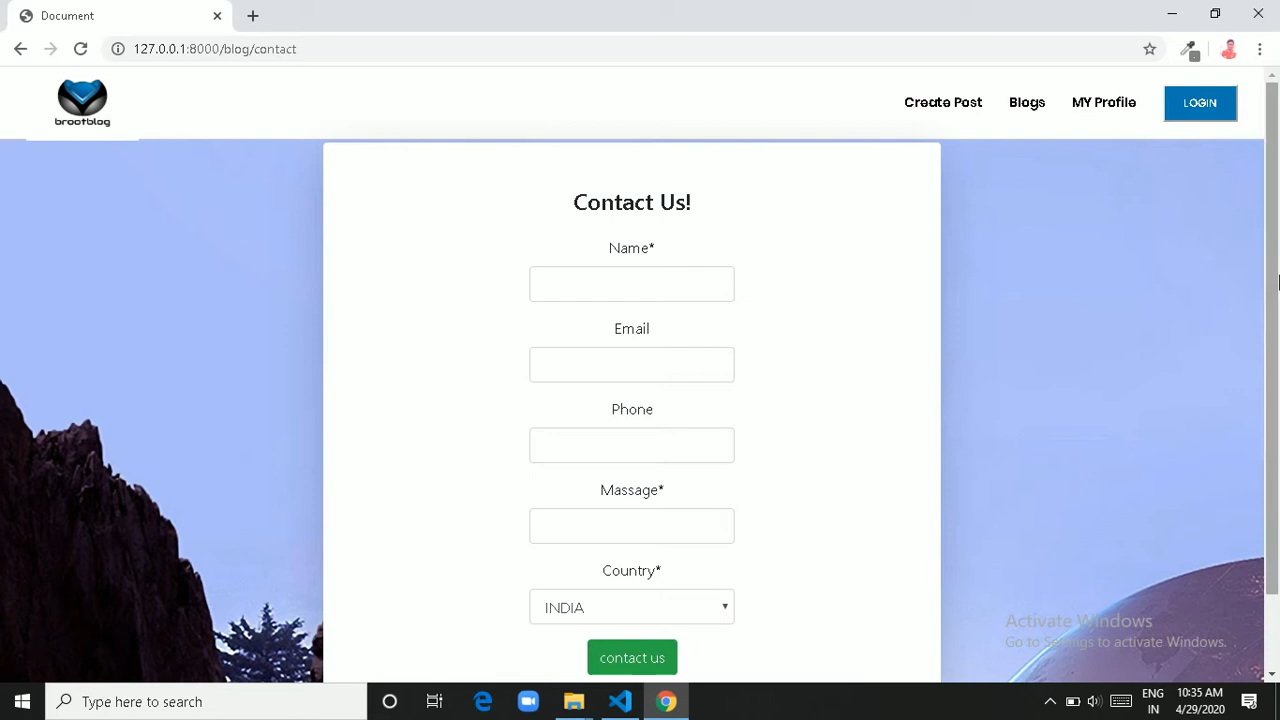 Document
127.0.0.1:8000/blog/contact
brootblog
Create Post
Blogs
MY Profile
LOGIN
Contact Us!
Name*
Email
Phone
Massage*
Country*
INDIA
contact us
Activate Windows
Go to Settings to activate Windows.
Type here to search
ENG
IN
10:35 AM
4/29/2020